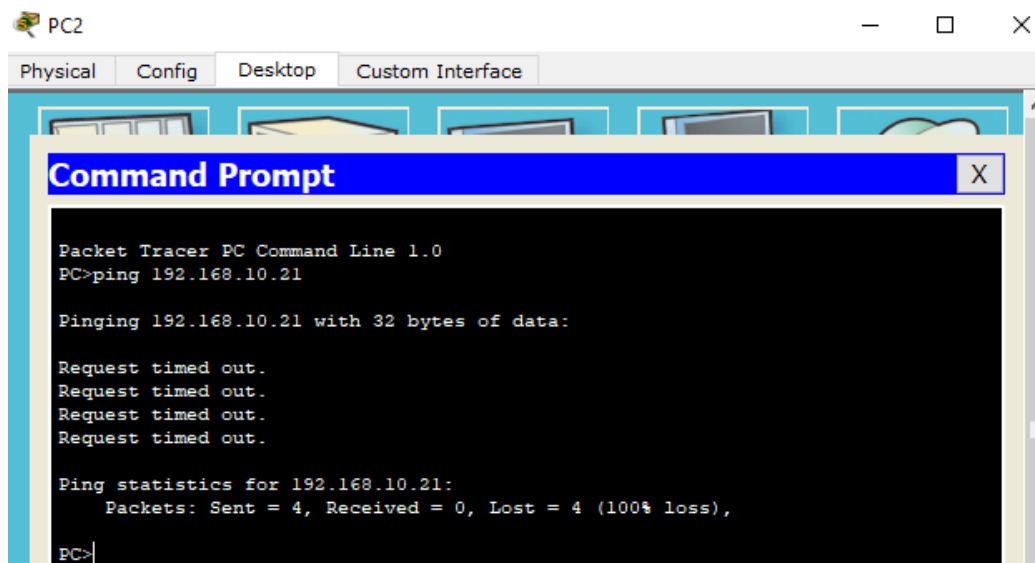 PC2
Physical Config Desktop Custom Interface
Command Prompt
X
Packet Tracer PC Command Line 1.0
PC>ping 192.168.10.21
Pinging 192.168.10.21 with 32 bytes of data:
Request timed out.
Request timed out.
Request timed out.
Request timed out.
Ping statistics for 192.168.10.21:
Packets: Sent = 4, Received = 0, Lost = 4 (100% loss),
PC>